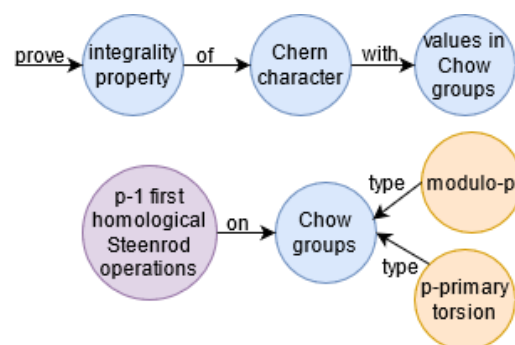 prove
integrality
property
of
Chern
character
with
values in
Chow
groups
p-1 first
homological
Steenrod
operations
on
Chow
groups
type
modulo-p
type
p-primary
torsion